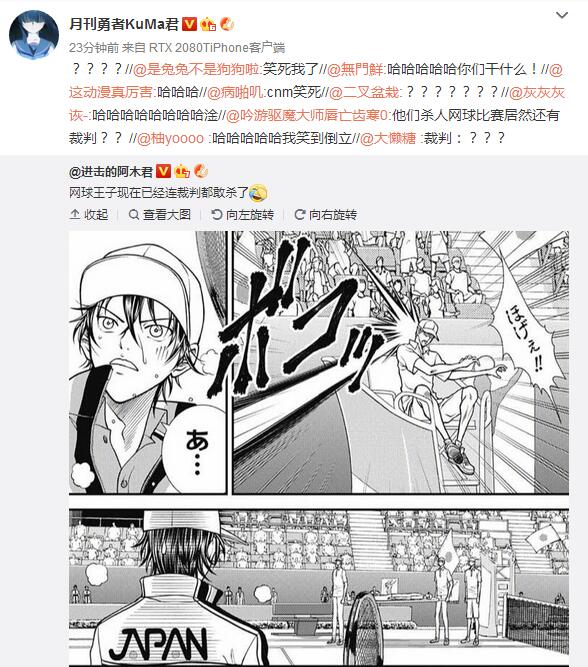 月刊勇者KuMa君
23分钟前 来自 RTX 2080TiPhone客户端
？？？？//@是兔兔不是狗狗啦:笑死我了//@無門鮮:哈哈哈哈哈你们干什么！//@
这动漫真厉害:哈哈哈//@病啪叽:cnm笑死//@二叉盆栽:？？？？？？？//@灰灰灰
诙-:哈哈哈哈哈哈哈哈淦//@吟游驱魔大师唇亡齿寒0:他们杀人网球比赛居然还有
裁判？？ //@柚yoooo :哈哈哈哈哈我笑到倒立//@大懒糖 :裁判：？？？
@进击的阿木君
网球王子现在已经连裁判都敢杀了
收起 查看大图 向左旋转 向右旋转
ボコッ
ほげぇ!!
あ…
JAPAN